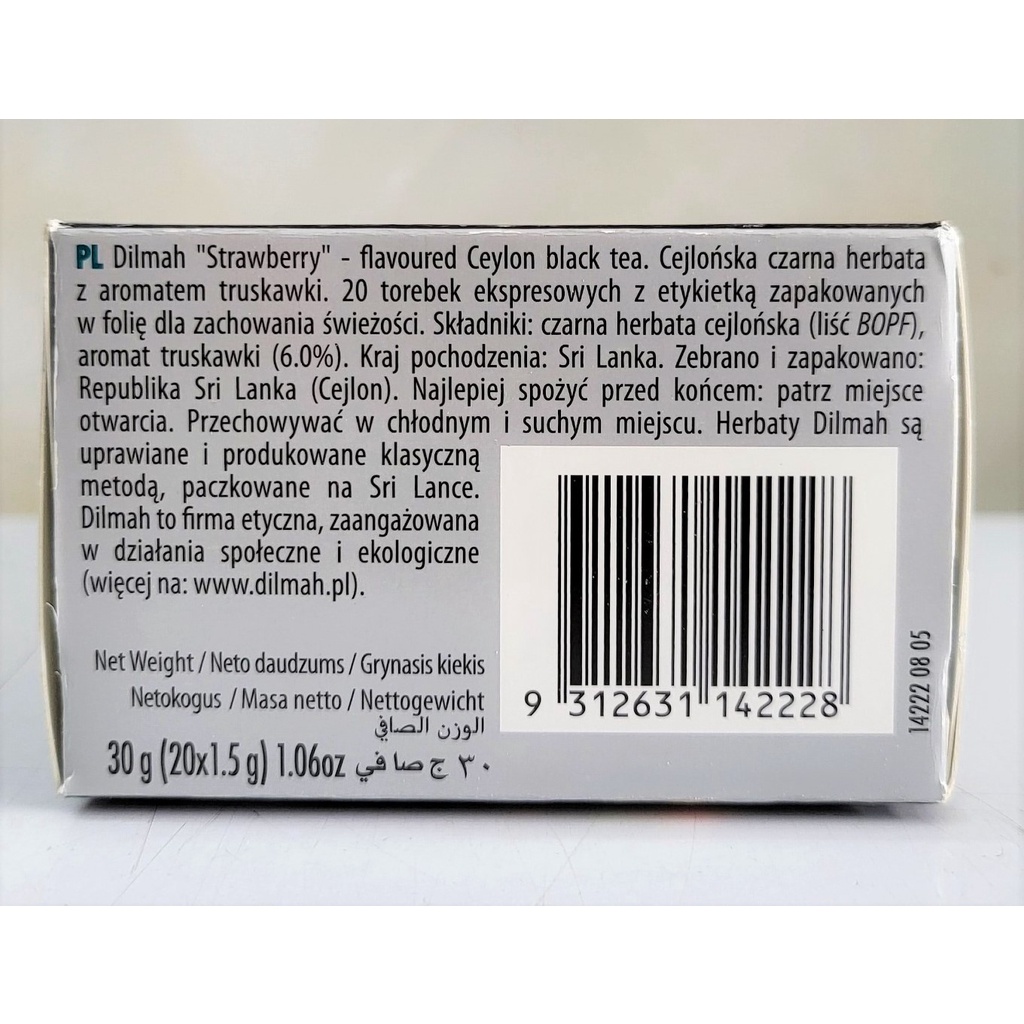 PL Dilmah "Strawberry" - flavoured Ceylon black tea. Cejlońska czarna herbata
z aromatem truskawki. 20 torebek ekspresowych z etykietką zapakowanych
w folię dla zachowania świeżości. Składniki: czarna herbata cejlońska (liść BOPF),
aromat truskawki (6.0%). Kraj pochodzenia: Sri Lanka. Zebrano i zapakowano:
Republika Sri Lanka (Cejlon). Najlepiej spożyć przed końcem: patrz miejsce
otwarcia. Przechowywać w chłodnym i suchym miejscu. Herbaty Dilmah są
uprawiane i produkowane klasyczną
metodą, paczkowane na Sri Lance.
Dilmah to firma etyczna, zaangażowana
w działania społeczne i ekologiczne
(więcej na: www.dilmah.pl).
Net Weight / Neto daudzums / Grynasis kiekis
Netokogus / Masa netto / Nettogewicht
الوزن الصافي
30 g (20x1.5 g) 1.06oz ٣٠ ج صافي
9 312631 142228
14222 08 05